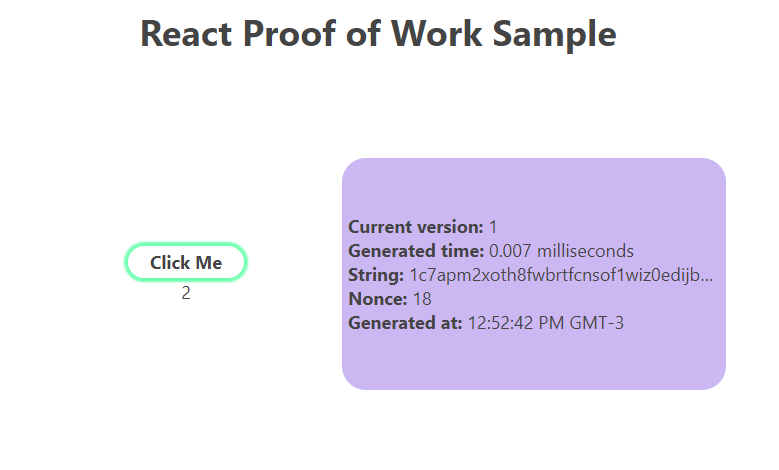 React Proof of Work Sample
Click Me
2
Current version: 1
Generated time: 0.007 milliseconds
String: 1c7apm2xoth8fwbrtfcnsof1wiz0edijb...
Nonce: 18
Generated at: 12:52:42 PM GMT-3